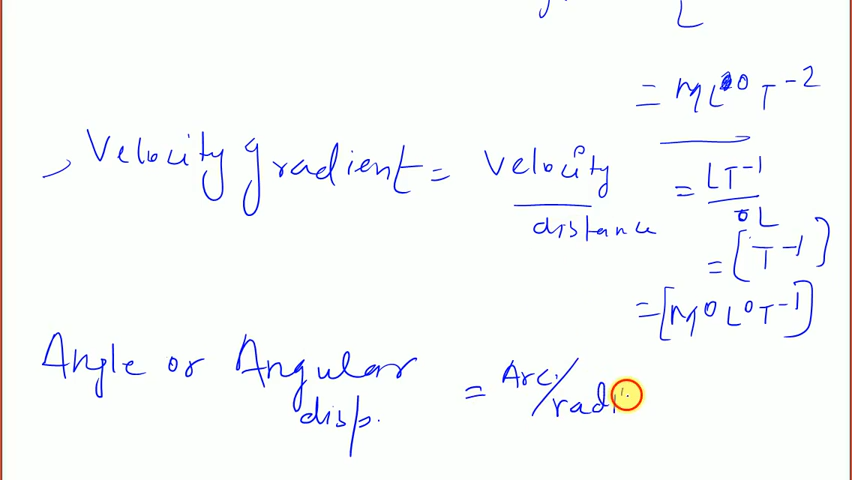 L
= ML⁰T⁻²
Velocity gradient = Velocity / distance = LT⁻¹ / L
= [T⁻¹]
= [M⁰L⁰T⁻¹]
Angle or Angular disp. = Arc / radi